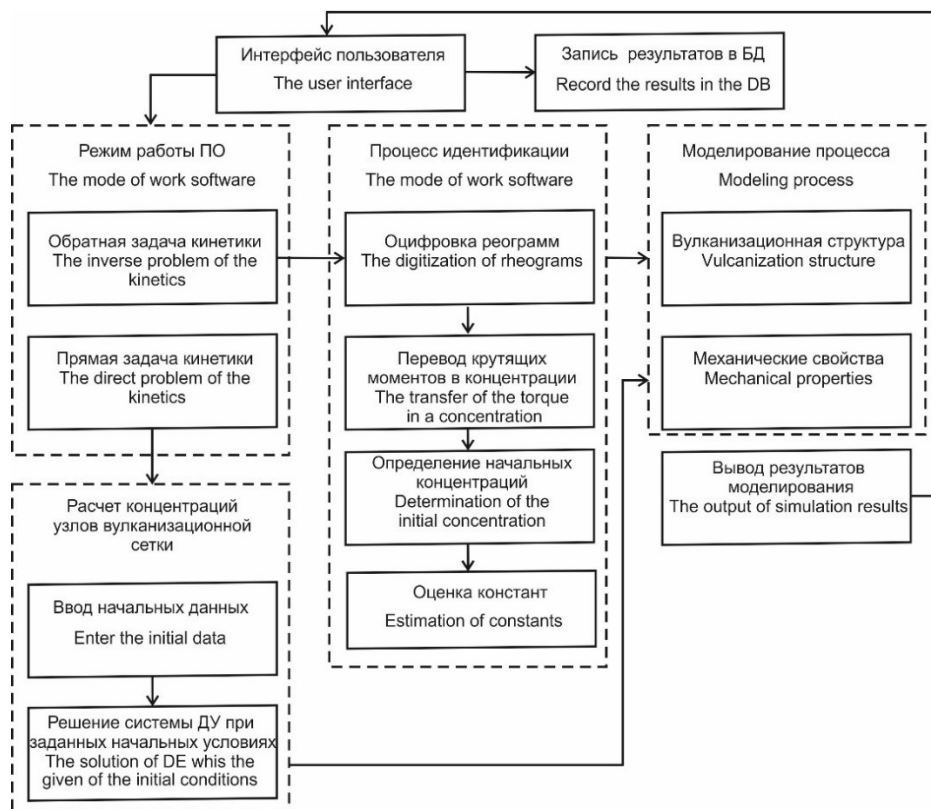 Интерфейс пользователя
The user interface
Запись результатов в БД
Record the results in the DB
Режим работы ПО
The mode of work software
Обратная задача кинетики
The inverse problem of the
kinetics
Прямая задача кинетики
The direct problem of the
kinetics
Расчет концентраций
узлов вулканизационной
сетки
Ввод начальных данных
Enter the initial data
Решение системы ДУ при
заданных начальных условиях
The solution of DE whis the
given of the initial conditions
Процесс идентификации
The mode of work software
Оцифровка реограмм
The digitization of rheograms
Перевод крутящих
моментов в концентрации
The transfer of the torque
in a concentration
Определение начальных
концентраций
Determination of the
initial concentration
Оценка констант
Estimation of constants
Моделирование процесса
Modeling process
Вулканизационная структура
Vulcanization structure
Механические свойства
Mechanical properties
Вывод результатов
моделирования
The output of simulation results